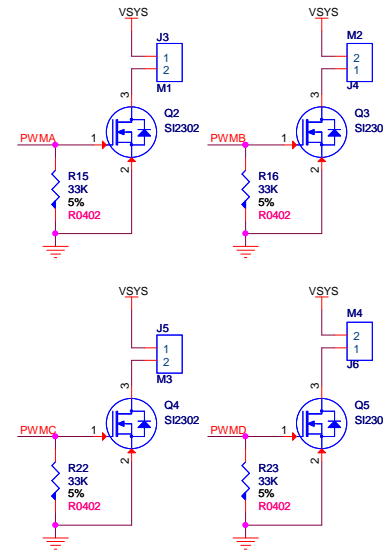 VSYS
J3
1
2
M1
3
Q2
SI2302
PWMA
1
2
R15
33K
5%
R0402
VSYS
M2
2
1
J4
3
Q3
SI230
PWMB
1
2
R16
33K
5%
R0402
VSYS
J5
1
2
M3
3
Q4
SI2302
PWMC
1
2
R22
33K
5%
R0402
VSYS
M4
2
1
J6
3
Q5
SI230
PWMD
1
2
R23
33K
5%
R0402